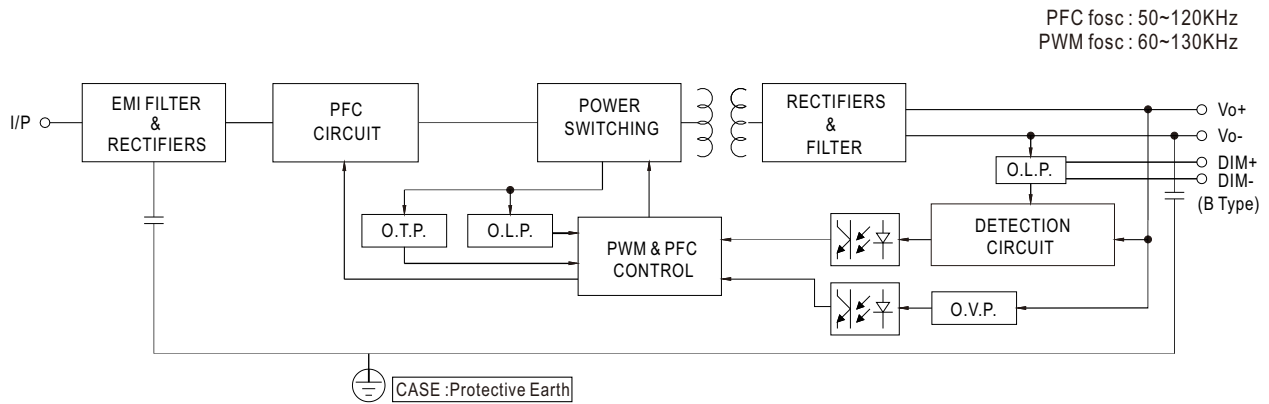 PFC fosc : 50~120KHz
PWM fosc : 60~130KHz
I/P
EMI FILTER
&
RECTIFIERS
PFC
CIRCUIT
POWER
SWITCHING
RECTIFIERS
&
FILTER
Vo+
Vo-
DIM+
DIM-
(B Type)
O.L.P.
O.T.P.
O.L.P.
PWM & PFC
CONTROL
DETECTION
CIRCUIT
O.V.P.
CASE :Protective Earth